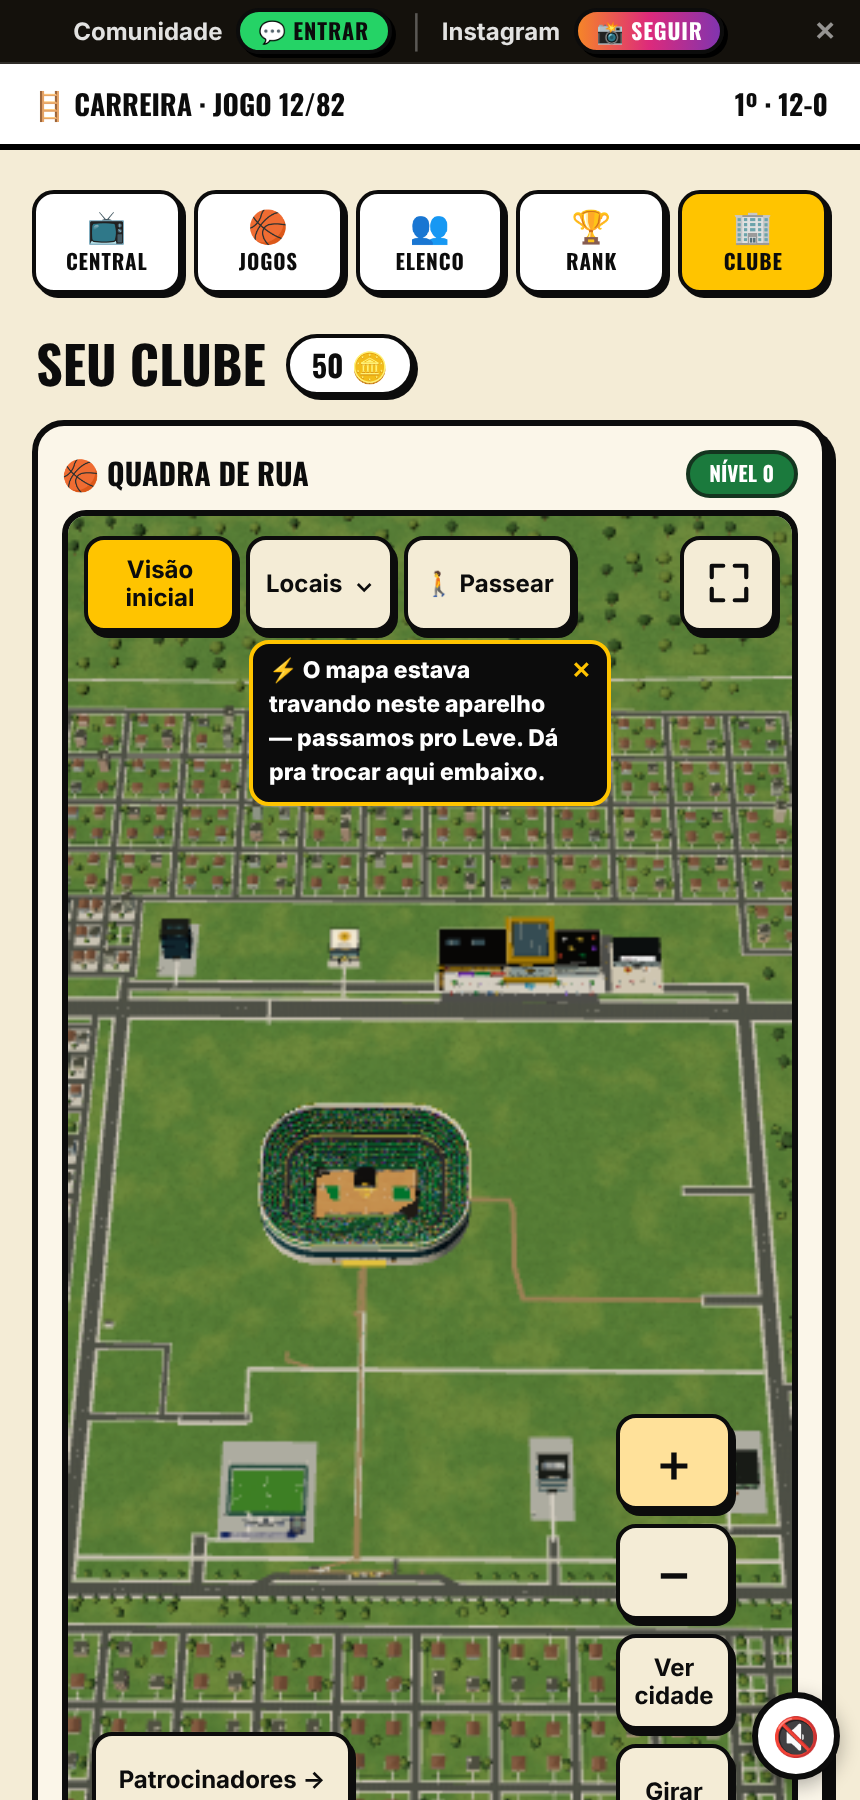 Comunidade 💬 ENTRAR Instagram 📸 SEGUIR ✕
🪜 CARREIRA · JOGO 12/82 1º · 12-0
📺 CENTRAL
🏀 JOGOS
👥 ELENCO
🏆 RANK
🏢 CLUBE
SEU CLUBE 50 🪙
🏀 QUADRA DE RUA NÍVEL 0
Visão
inicial
Locais
🚶 Passear
⚡ O mapa estava ✕
travando neste aparelho
— passamos pro Leve. Dá
pra trocar aqui embaixo.
+
−
Ver
cidade
Patrocinadores →
Girar